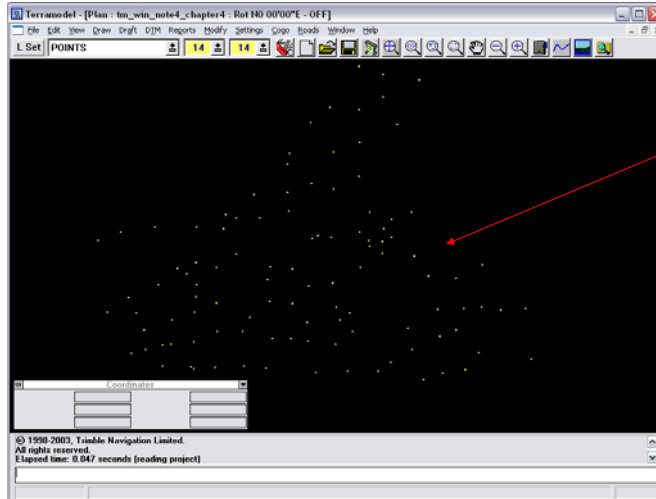 Terramodel - [Plan : tm_win_note4_chapter4 : Rot N0 00'00"E - OFF]
File Edit View Draw Draft DTM Reports Modify Settings Cogo Roads Window Help
L Set POINTS 14 14
Coordinates
© 1998-2003, Trimble Navigation Limited.
All rights reserved.
Elapsed time: 0.047 seconds (reading project)